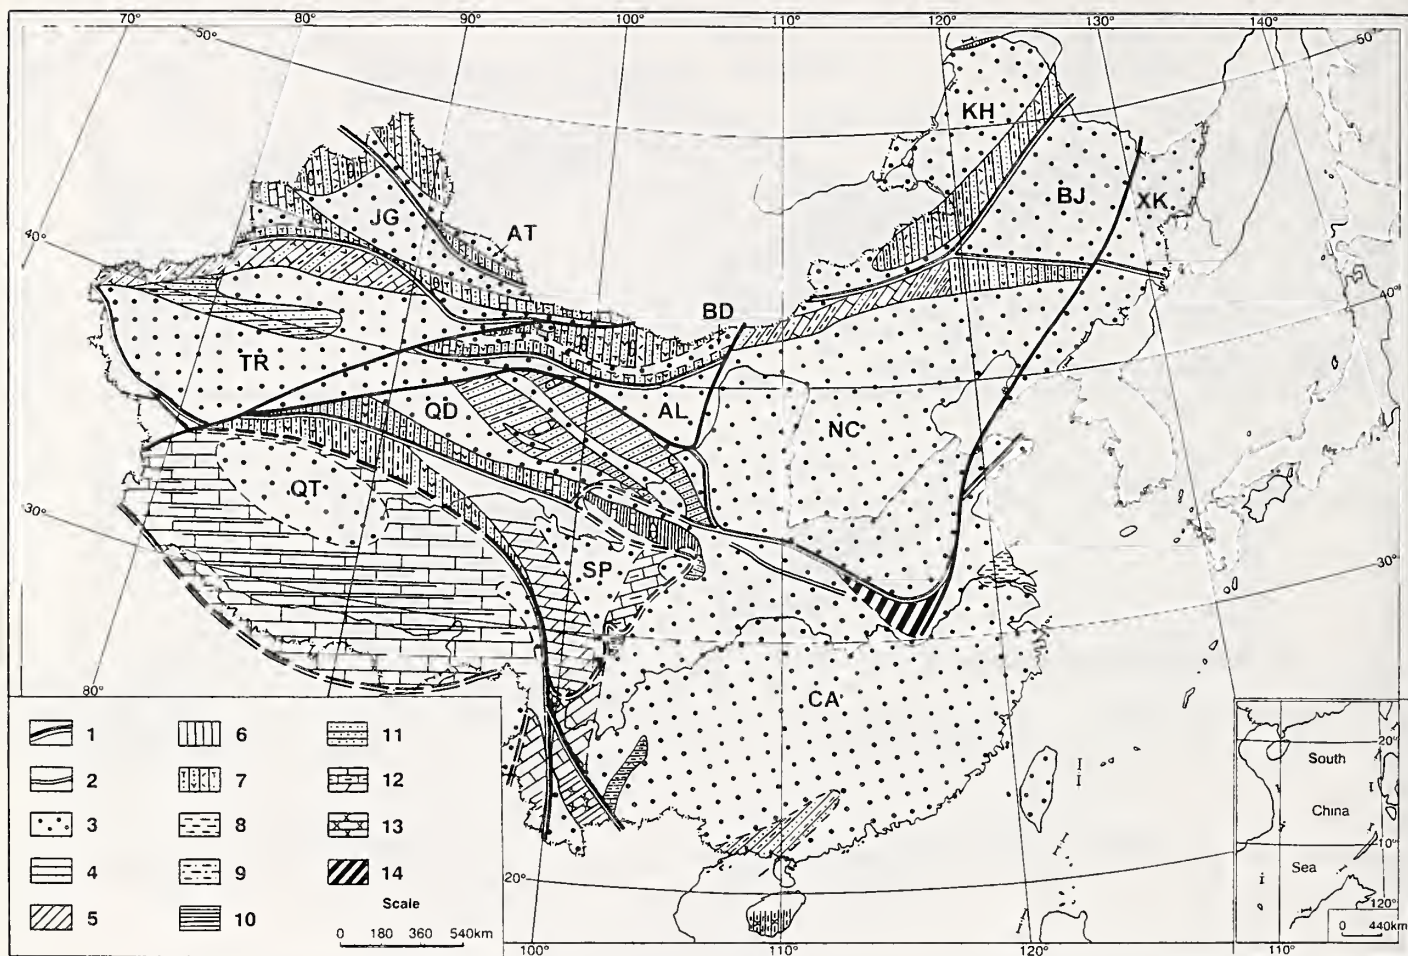 70° 80° 90° 100° 110° 120° 130° 140°
50° 50°
KH
BJ
XK
JG
AT
40° 40°
BD
TR
QD AL NC
QT
30° 30°
SP
CA
80°
1 6 11
2 7 12
3 8 13
4 9 14
5 10
Scale
0 180 360 540km
20°
100° 110° 120°
20°
South
China
10°
Sea
120°
0 440km
110°